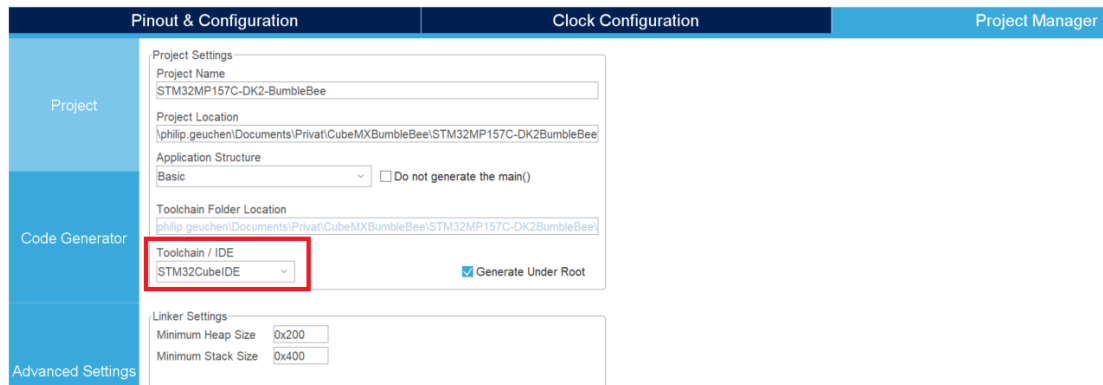 Pinout & Configuration
Clock Configuration
Project Manager
Project
Code Generator
Advanced Settings
Project Settings
Project Name
STM32MP157C-DK2-BumbleBee
Project Location
\philip.geuchen\Documents\Privat\CubeMXBumbleBee\STM32MP157C-DK2BumbleBee
Application Structure
Basic
Do not generate the main()
Toolchain Folder Location
philip.geuchen\Documents\Privat\CubeMXBumbleBee\STM32MP157C-DK2-BumbleBee\
Toolchain / IDE
STM32CubeIDE
Generate Under Root
Linker Settings
Minimum Heap Size 0x200
Minimum Stack Size 0x400